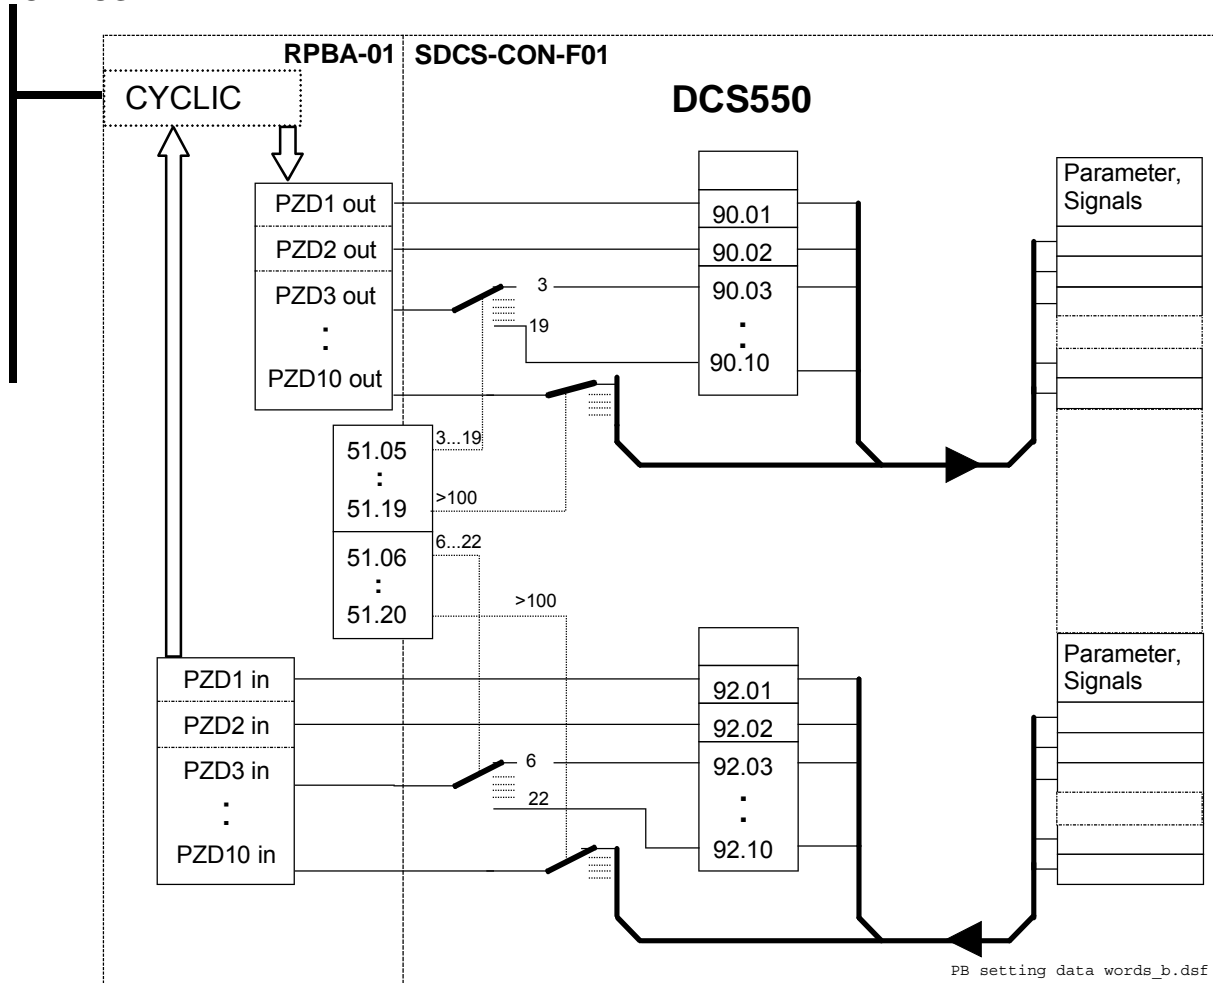 RPBA-01
SDCS-CON-F01
CYCLIC
DCS550
PZD1 out
PZD2 out
PZD3 out
:
PZD10 out
3
19
90.01
90.02
90.03
:
90.10
Parameter,
Signals
51.05
:
51.19
3...19
>100
51.06
:
51.20
6...22
>100
PZD1 in
PZD2 in
PZD3 in
:
PZD10 in
6
22
92.01
92.02
92.03
:
92.10
Parameter,
Signals
PB setting data words_b.dsf